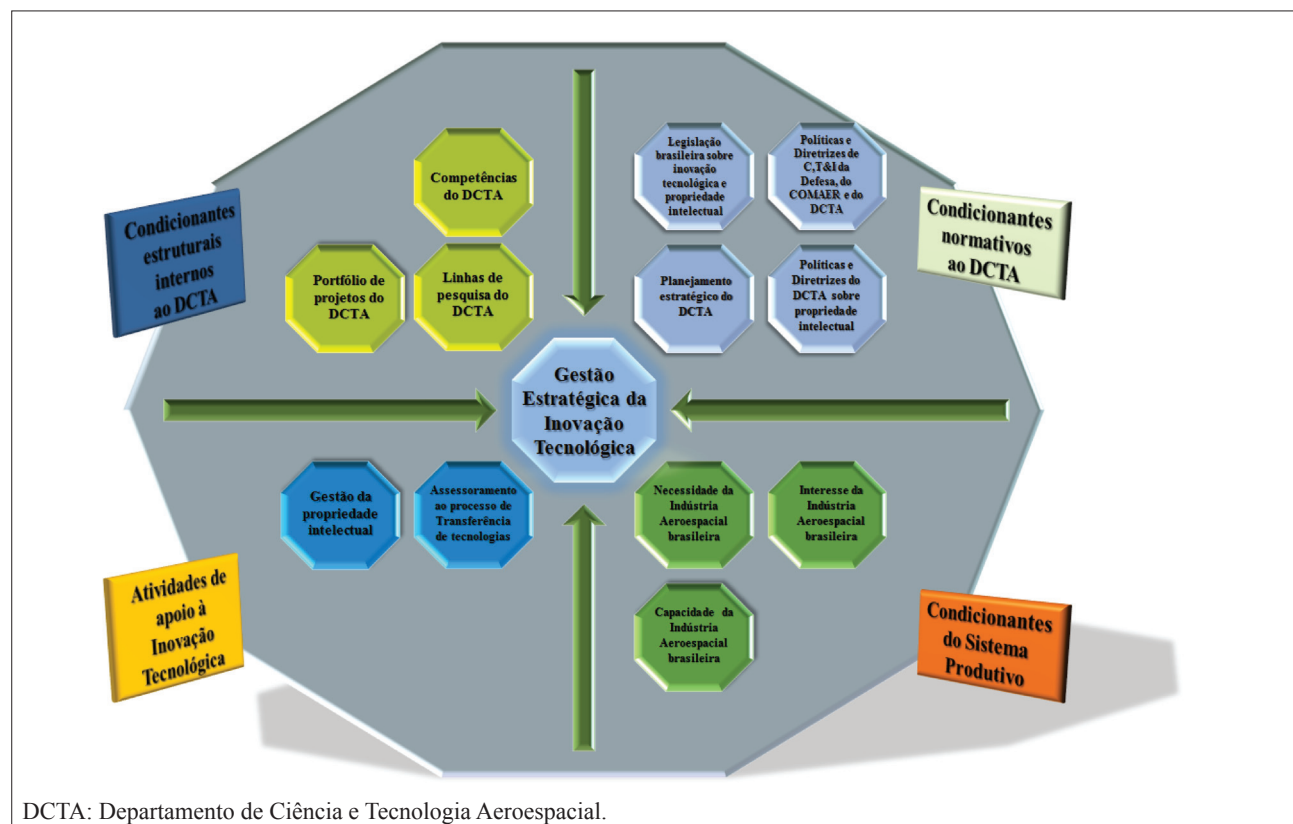 Condicionantes
estruturais
internos
ao DCTA
Competências
do DCTA
Portfólio de
projetos do
DCTA
Linhas de
pesquisa do
DCTA
Legislação
brasileira sobre
inovação
tecnológica e
propriedade
intelectual
Políticas e
Diretrizes de
C,T&I da
Defesa, do
COMAER e do
DCTA
Planejamento
estratégico do
DCTA
Políticas e
Diretrizes do
DCTA sobre
propriedade
intelectual
Condicionantes
normativos
ao DCTA
Gestão
Estratégica da
Inovação
Tecnológica
Gestão da
propriedade
intelectual
Assessoramento
ao processo de
Transferência
de tecnologias
Necessidade da
Indústria
Aeroespacial
brasileira
Interesse da
Indústria
Aeroespacial
brasileira
Capacidade da
Indústria
Aeroespacial
brasileira
Atividades de
apoio à
Inovação
Tecnológica
Condicionantes
do Sistema
Produtivo
DCTA: Departamento de Ciência e Tecnologia Aeroespacial.